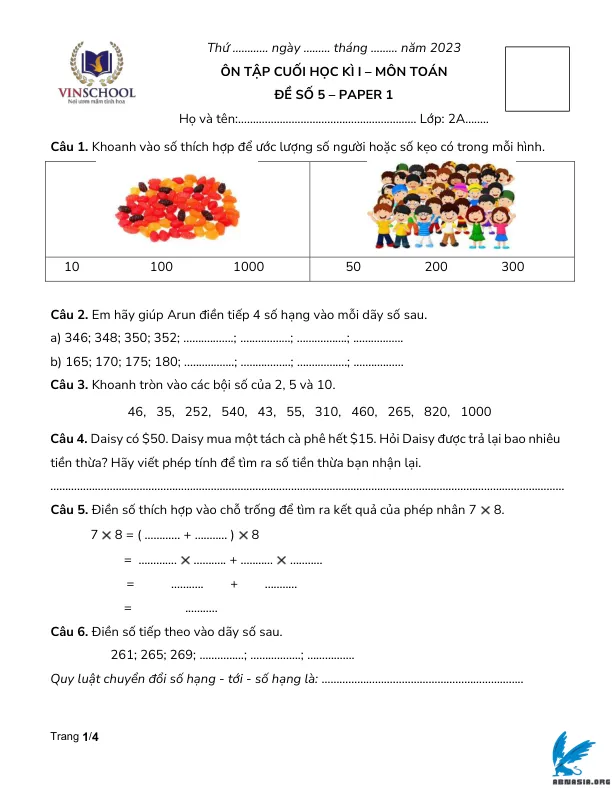 Thứ ............ ngày ......... tháng ......... năm 2023
VINSCHOOL
Nơi ươm mầm tinh hoa
ÔN TẬP CUỐI HỌC KÌ I – MÔN TOÁN
ĐỀ SỐ 5 – PAPER 1
Họ và tên:............................................................ Lớp: 2A........
Câu 1. Khoanh vào số thích hợp để ước lượng số người hoặc số kẹo có trong mỗi hình.
10 100 1000 50 200 300
Câu 2. Em hãy giúp Arun điền tiếp 4 số hạng vào mỗi dãy số sau.
a) 346; 348; 350; 352; .................; .................; .................; .................
b) 165; 170; 175; 180; .................; .................; .................; .................
Câu 3. Khoanh tròn vào các bội số của 2, 5 và 10.
46, 35, 252, 540, 43, 55, 310, 460, 265, 820, 1000
Câu 4. Daisy có $50. Daisy mua một tách cà phê hết $15. Hỏi Daisy được trả lại bao nhiêu
tiền thừa? Hãy viết phép tính để tìm ra số tiền thừa bạn nhận lại.
............................................................................................................................................................................
Câu 5. Điền số thích hợp vào chỗ trống để tìm ra kết quả của phép nhân 7 × 8.
7 × 8 = ( ............ + ........... ) × 8
= ............. × ........... + ........... × ...........
= ........... + ...........
= ...........
Câu 6. Điền số tiếp theo vào dãy số sau.
261; 265; 269; ...............; .................; ................
Quy luật chuyển đổi số hạng - tới - số hạng là: ....................................................................
Trang 1/4
ABNASIA.ORG